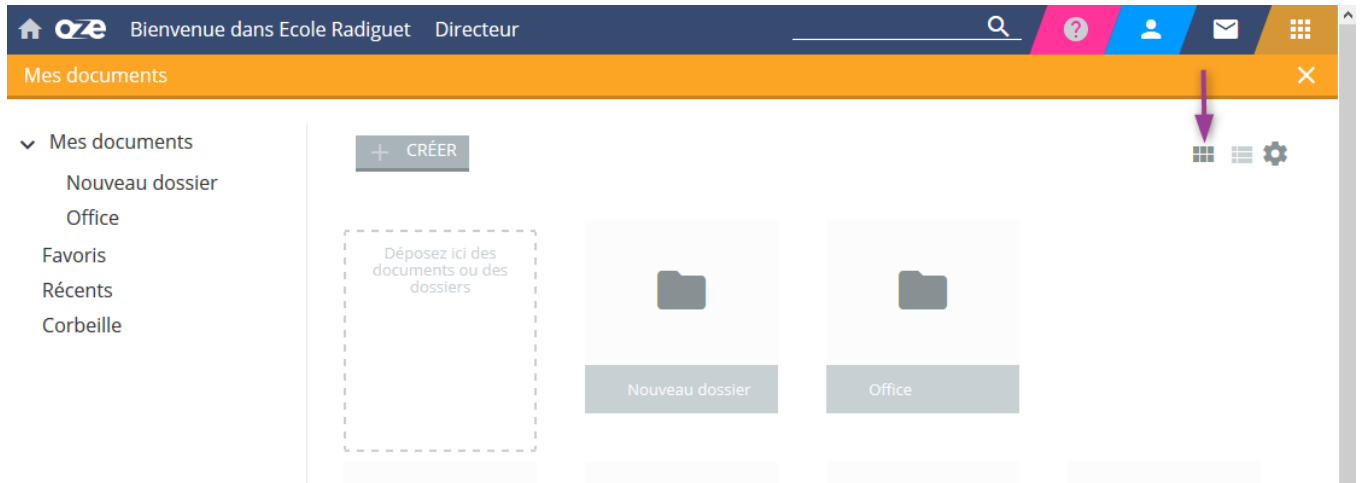 OZE Bienvenue dans Ecole Radiguet Directeur
?
Mes documents
Mes documents
Nouveau dossier
Office
Favoris
Récents
Corbeille
+ CRÉER
Déposez ici des
documents ou des
dossiers
Nouveau dossier
Office